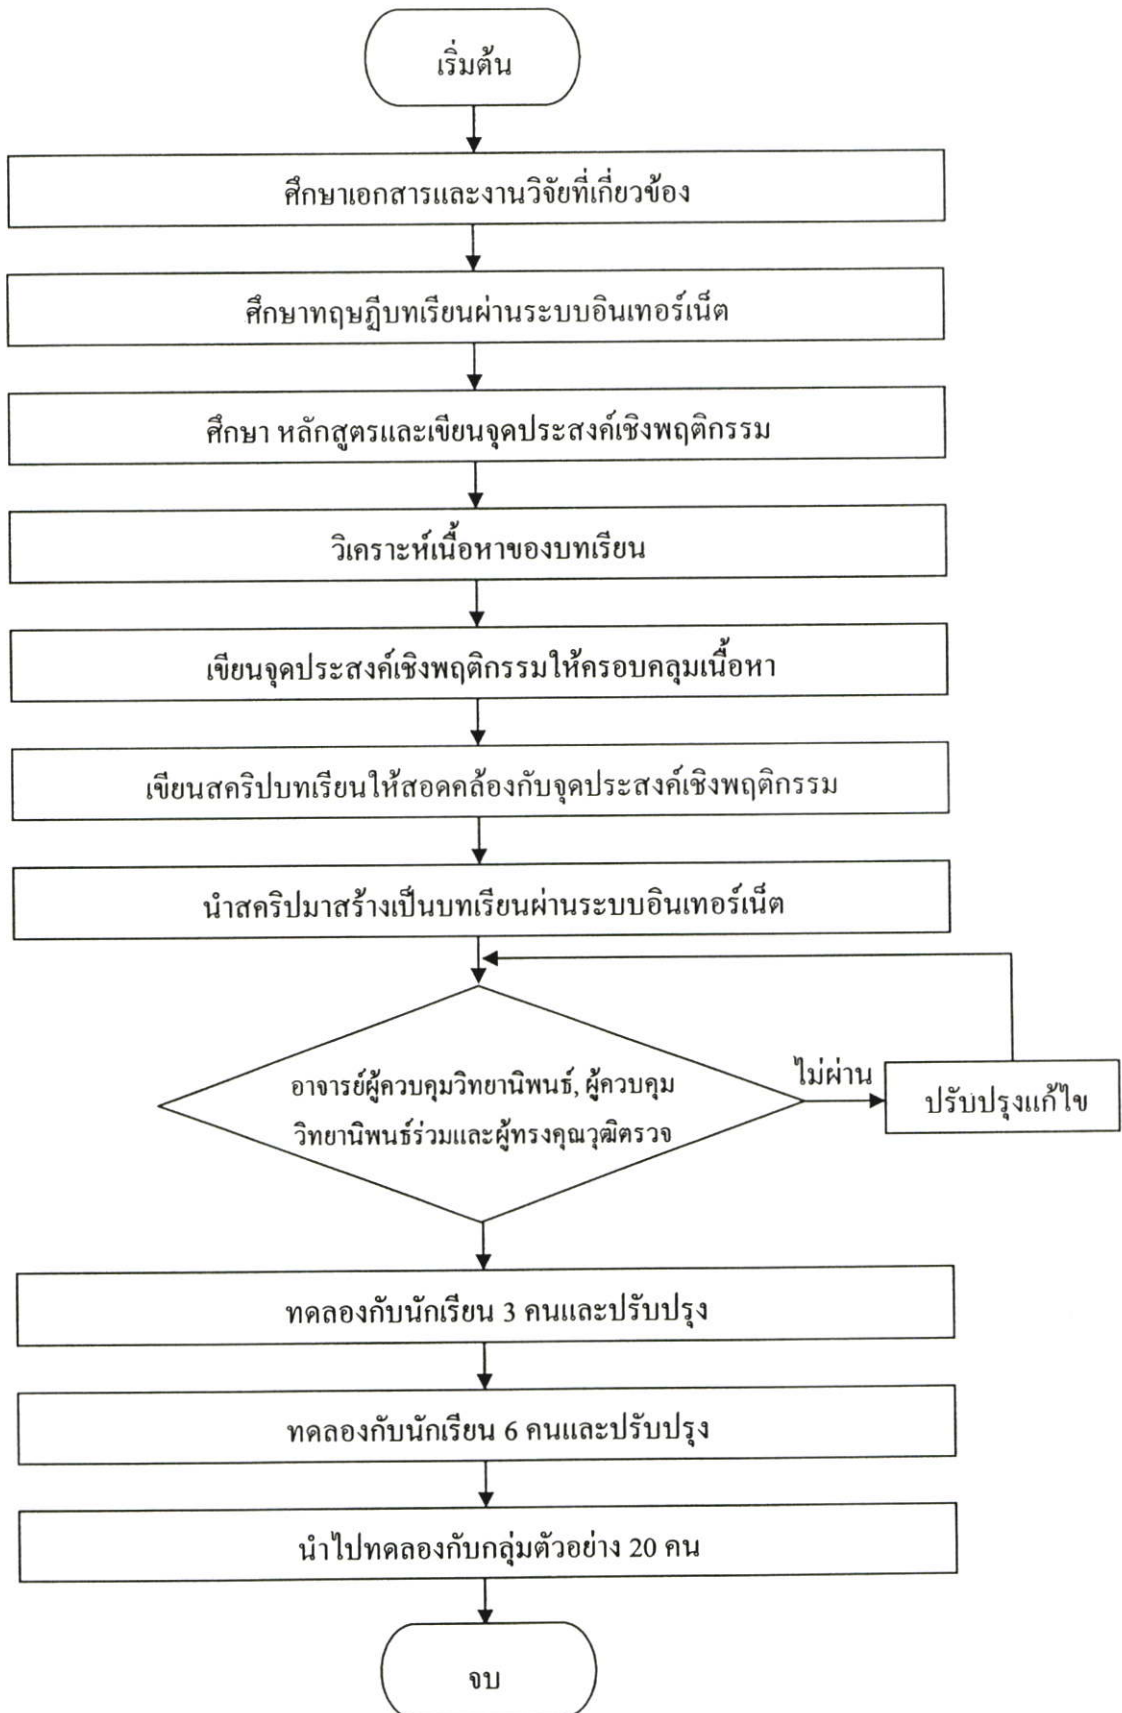 เริ่มต้น
ศึกษาเอกสารและงานวิจัยที่เกี่ยวข้อง
ศึกษาทฤษฎีบทเรียนผ่านระบบอินเทอร์เน็ต
ศึกษา หลักสูตรและเขียนจุดประสงค์เชิงพฤติกรรม
วิเคราะห์เนื้อหาของบทเรียน
เขียนจุดประสงค์เชิงพฤติกรรมให้ครอบคลุมเนื้อหา
เขียนสคริปบทเรียนให้สอดคล้องกับจุดประสงค์เชิงพฤติกรรม
นำสคริปมาสร้างเป็นบทเรียนผ่านระบบอินเทอร์เน็ต
อาจารย์ผู้ควบคุมวิทยานิพนธ์, ผู้ควบคุม
วิทยานิพนธ์ร่วมและผู้ทรงคุณวุฒิตรวจ
ไม่ผ่าน
ปรับปรุงแก้ไข
ทดลองกับนักเรียน 3 คนและปรับปรุง
ทดลองกับนักเรียน 6 คนและปรับปรุง
นำไปทดลองกับกลุ่มตัวอย่าง 20 คน
จบ